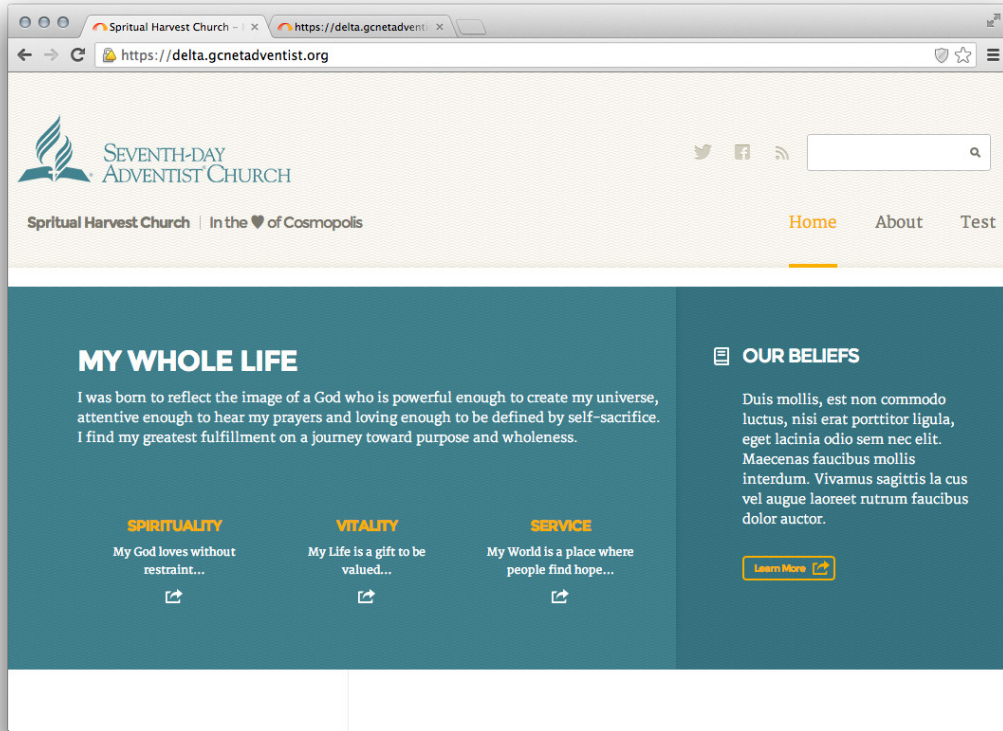 Spritual Harvest Church –
https://delta.gcnetadventi
https://delta.gcnetadventist.org
SEVENTH-DAY
ADVENTIST® CHURCH
Spritual Harvest Church | In the ♥ of Cosmopolis
Home About Test
MY WHOLE LIFE
I was born to reflect the image of a God who is powerful enough to create my universe,
attentive enough to hear my prayers and loving enough to be defined by self-sacrifice.
I find my greatest fulfillment on a journey toward purpose and wholeness.
SPIRITUALITY
My God loves without
restraint...
VITALITY
My Life is a gift to be
valued...
SERVICE
My World is a place where
people find hope...
OUR BELIEFS
Duis mollis, est non commodo
luctus, nisi erat porttitor ligula,
eget lacinia odio sem nec elit.
Maecenas faucibus mollis
interdum. Vivamus sagittis la cus
vel augue laoreet rutrum faucibus
dolor auctor.
Learn More